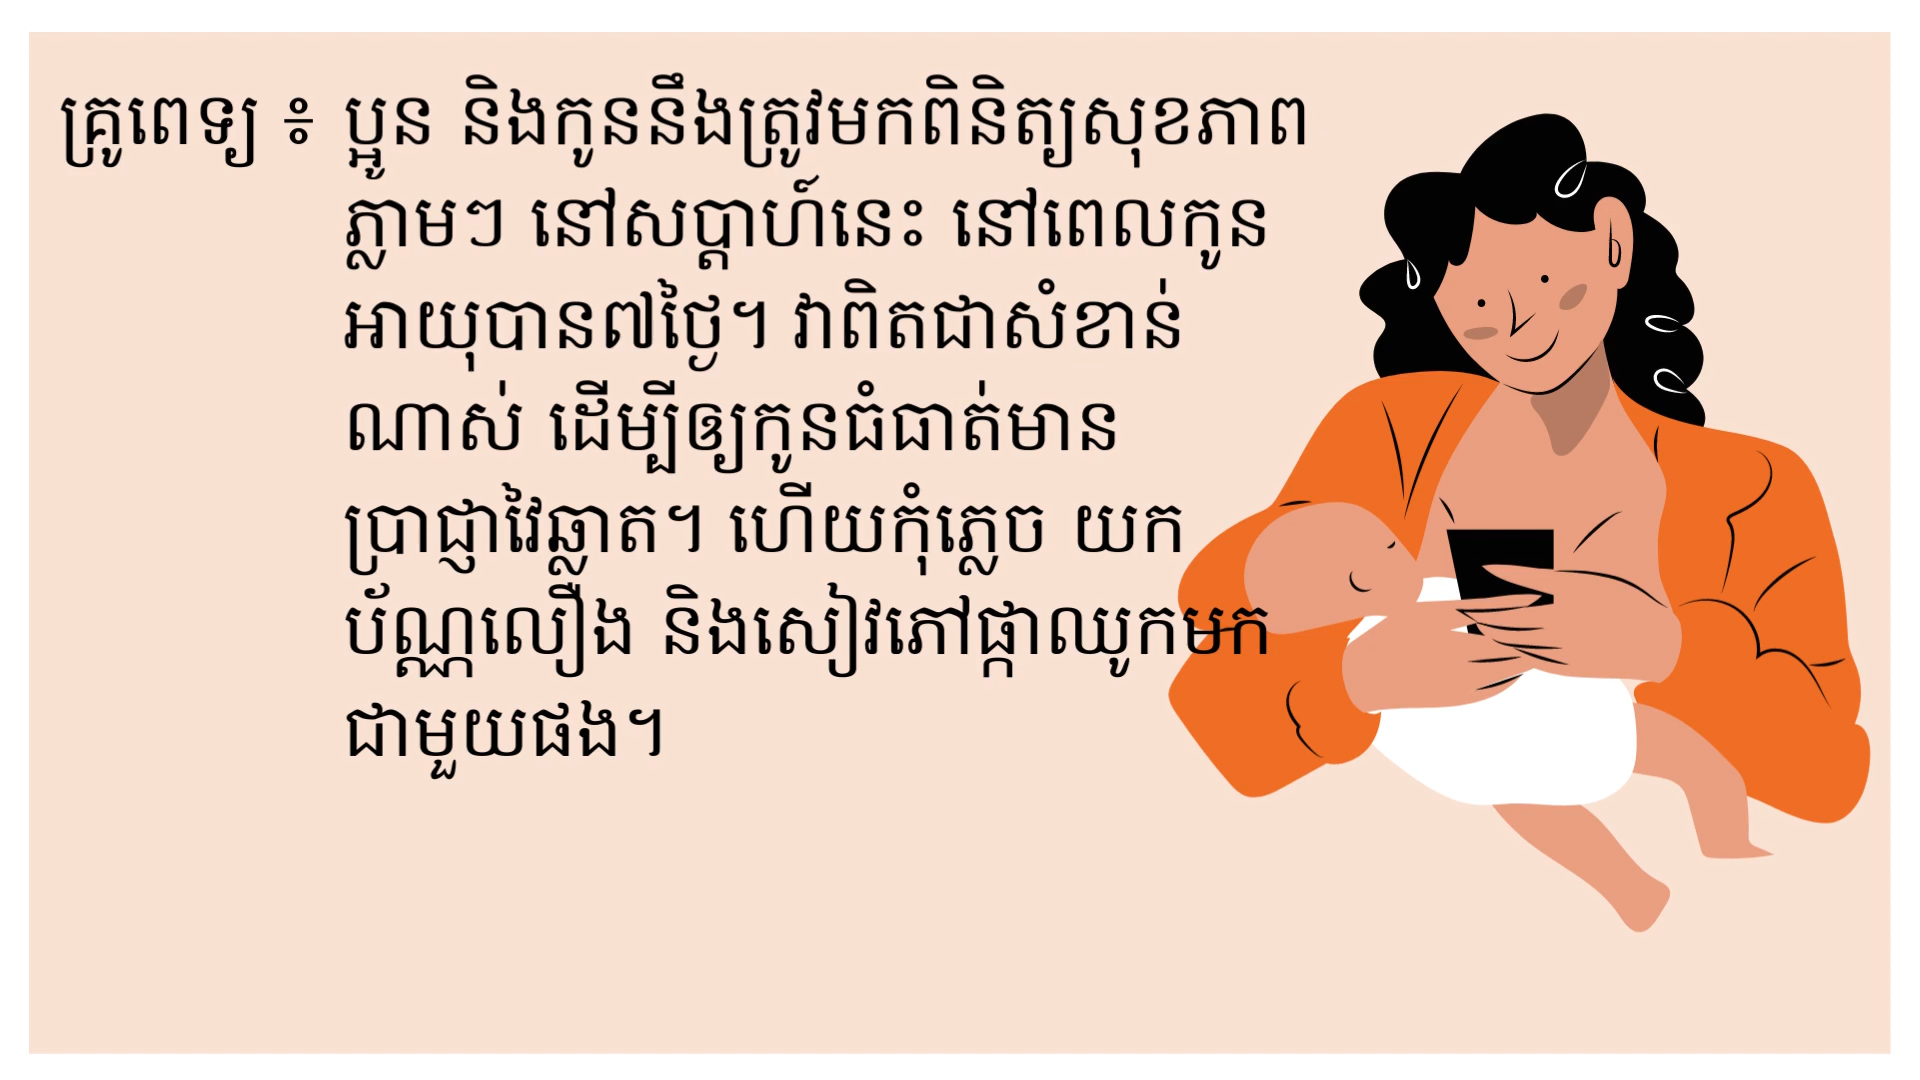 គ្រូពេទ្យ ៖ ប្អូន និងកូននឹងត្រូវមកពិនិត្យសុខភាព
ភ្លាមៗ នៅសប្តាហ៍នេះ នៅពេលកូន
អាយុបាន៧ថ្ងៃ។ វាពិតជាសំខាន់
ណាស់ ដើម្បីឲ្យកូនធំធាត់មាន
ប្រាជ្ញាវៃឆ្លាត។ ហើយកុំភ្លេច យក
ប័ណ្ណលឿង និងសៀវភៅផ្កាឈូកមក
ជាមួយផង។